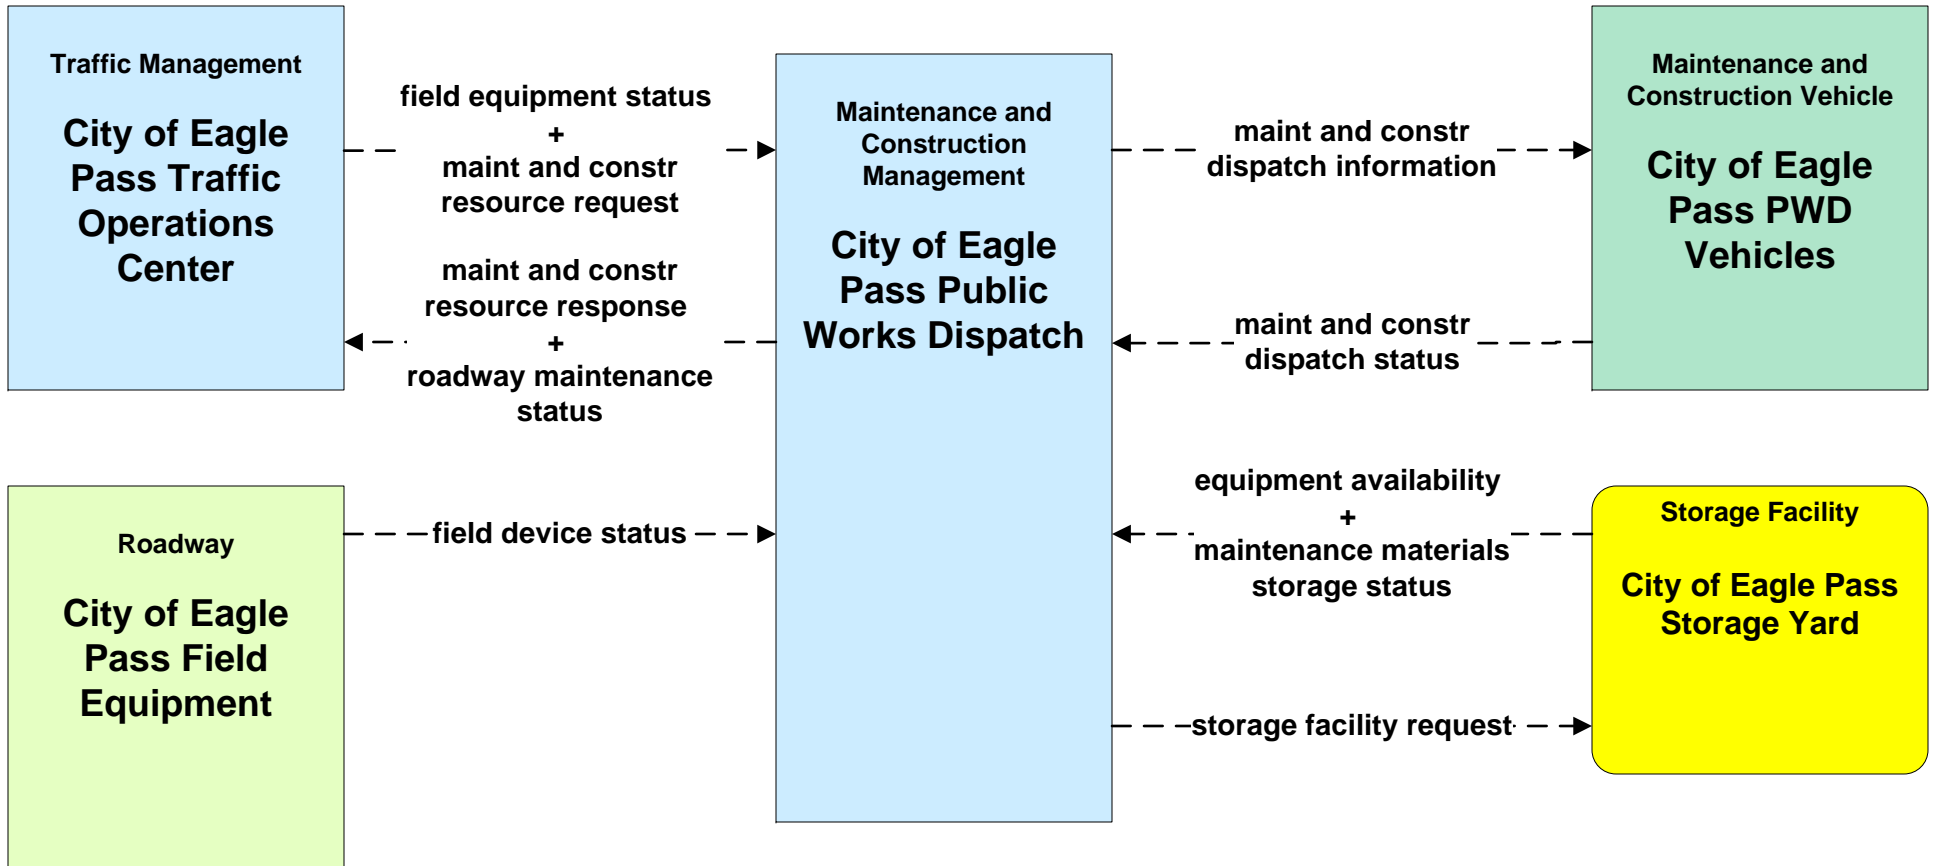 Traffic Management
City of Eagle
Pass Traffic
Operations
Center
field equipment status
+
maint and constr
resource request
maint and constr
resource response
+
roadway maintenance
status
Roadway
City of Eagle
Pass Field
Equipment
field device status
Maintenance and
Construction
Management
City of Eagle
Pass Public
Works Dispatch
maint and constr
dispatch information
maint and constr
dispatch status
equipment availability
+
maintenance materials
storage status
storage facility request
Maintenance and
Construction Vehicle
City of Eagle
Pass PWD
Vehicles
Storage Facility
City of Eagle Pass
Storage Yard